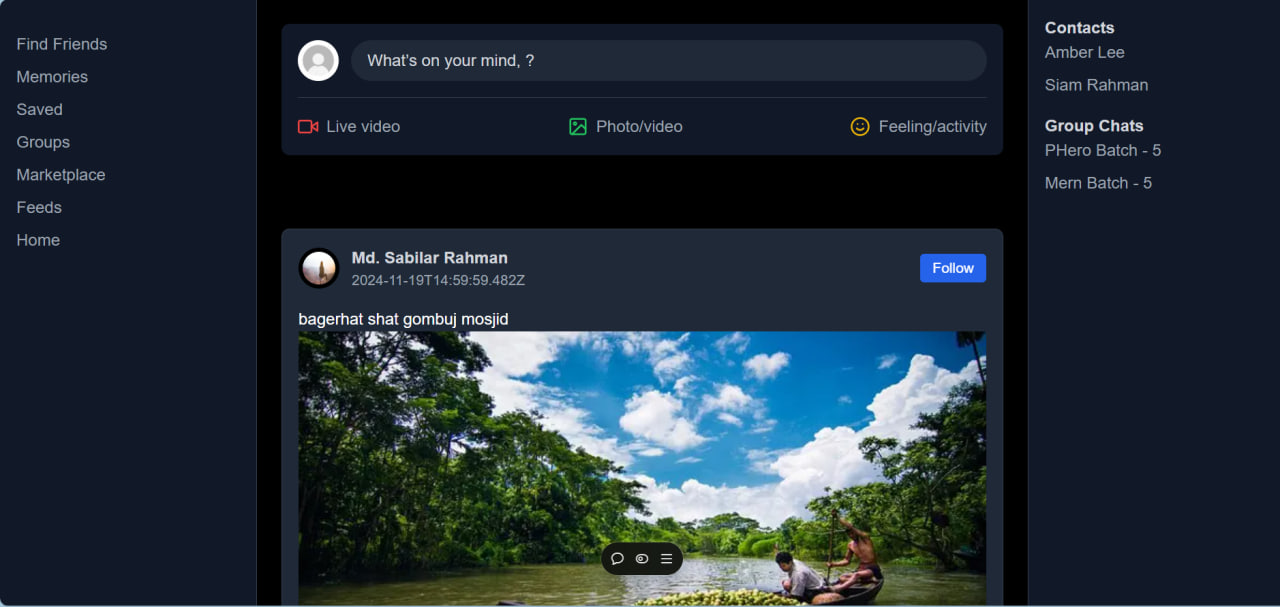 Find Friends
Memories
Saved
Groups
Marketplace
Feeds
Home
What's on your mind, ?
Live video
Photo/video
Feeling/activity
Md. Sabilar Rahman
2024-11-19T14:59:59.482Z
Follow
bagerhat shat gombuj mosjid
Contacts
Amber Lee
Siam Rahman
Group Chats
PHero Batch - 5
Mern Batch - 5